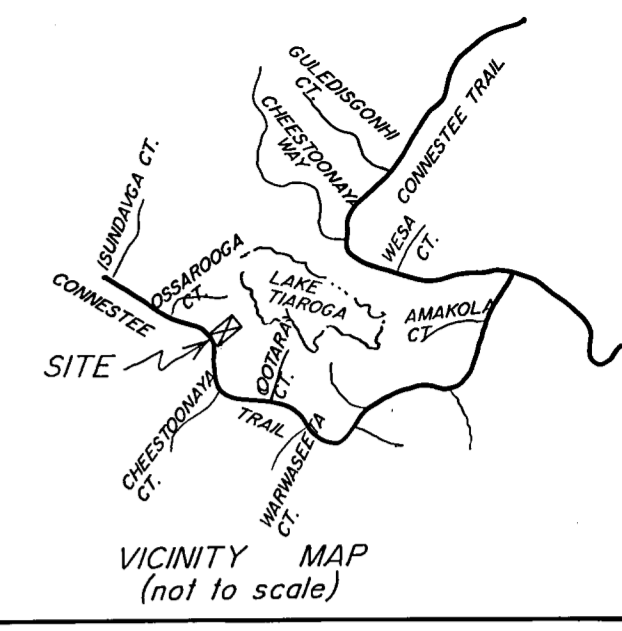 GULEDISGONHI
CT.
CONNESTEE TRAIL
CHEESTOONAYA
WAY
ISUNDAVGA CT.
WESA
CT.
OSSAROOGA
CT.
CONNESTEE
LAKE
TIAROGA
AMAKOLA
CT
SITE
OOTARAY
CT.
CHEESTOONAYA
CT.
TRAIL
WARWASEETA
CT.
VICINITY MAP
(not to scale)